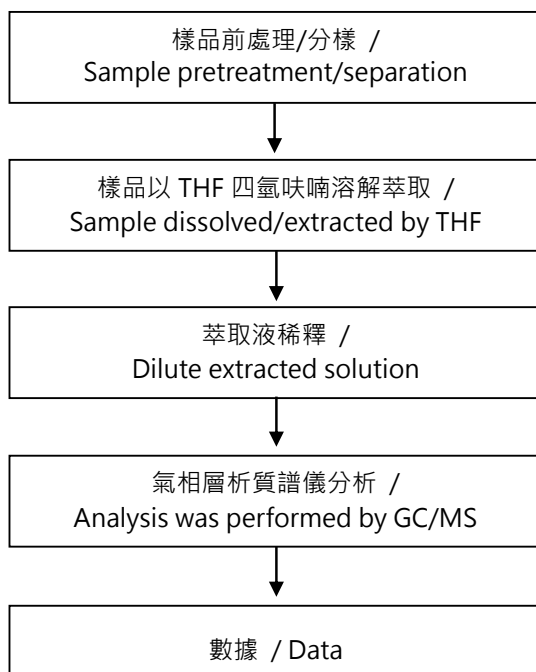 樣品前處理/分樣 /
Sample pretreatment/separation
樣品以 THF 四氫呋喃溶解萃取 /
Sample dissolved/extracted by THF
萃取液稀釋 /
Dilute extracted solution
氣相層析質譜儀分析 /
Analysis was performed by GC/MS
數據 / Data